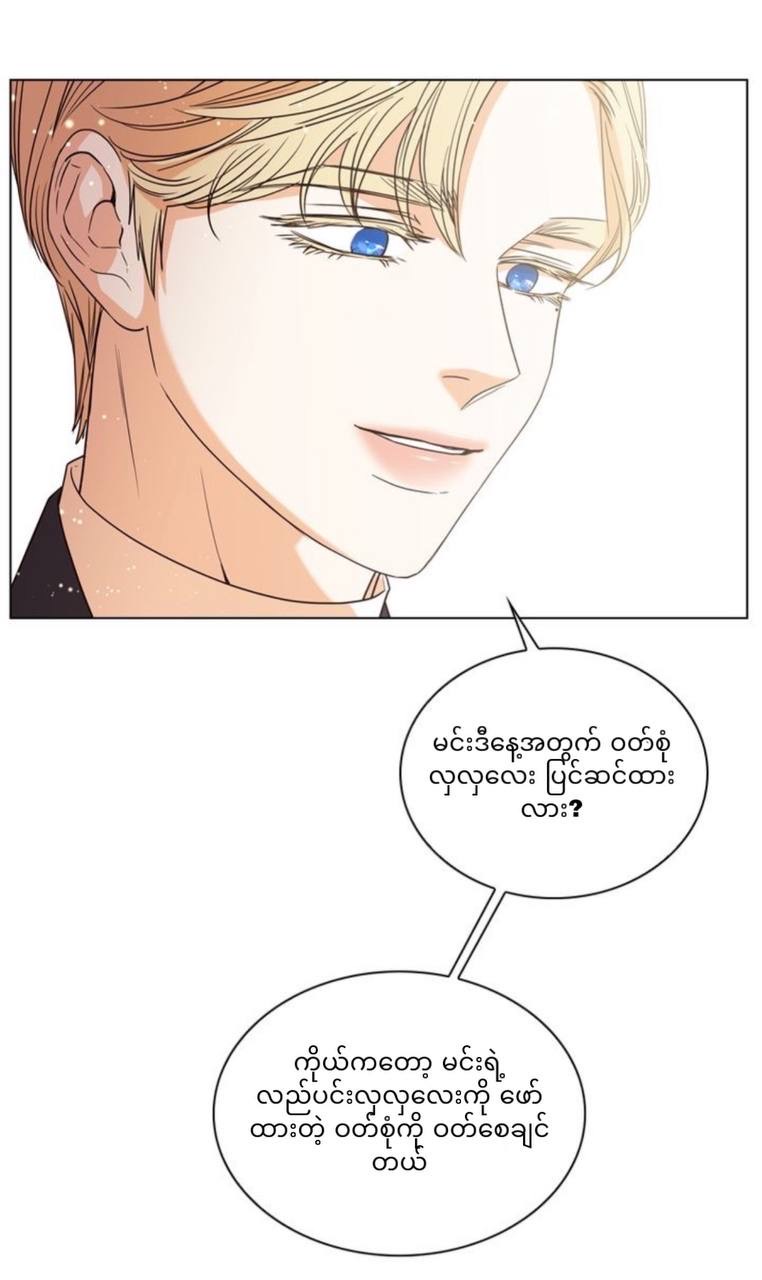 မင်းဒီနေ့အတွက် ဝတ်စုံ
လှလှလေး ပြင်ဆင်ထား
လား?
ကိုယ်ကတော့ မင်းရဲ့
လည်ပင်းလှလှလေးကို ဖော်
ထားတဲ့ ဝတ်စုံကို ဝတ်စေချင်
တယ်